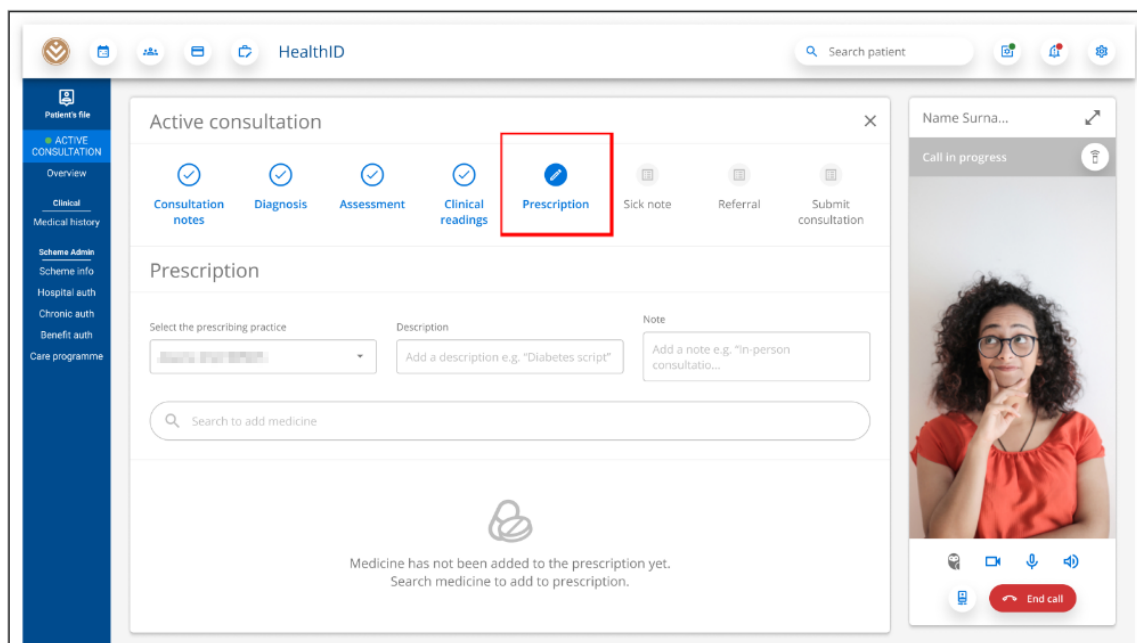 HealthID
Search patient
Patient's file
ACTIVE
CONSULTATION
Overview
Clinical
Medical history
Scheme Admin
Scheme info
Hospital auth
Chronic auth
Benefit auth
Care programme
Active consultation
Consultation
notes
Diagnosis
Assessment
Clinical
readings
Prescription
Sick note
Referral
Submit
consultation
Prescription
Select the prescribing practice
Description
Add a description e.g. "Diabetes script"
Note
Add a note e.g. "In-person
consultatio...
Search to add medicine
Medicine has not been added to the prescription yet.
Search medicine to add to prescription.
Name Surna...
Call in progress
End call